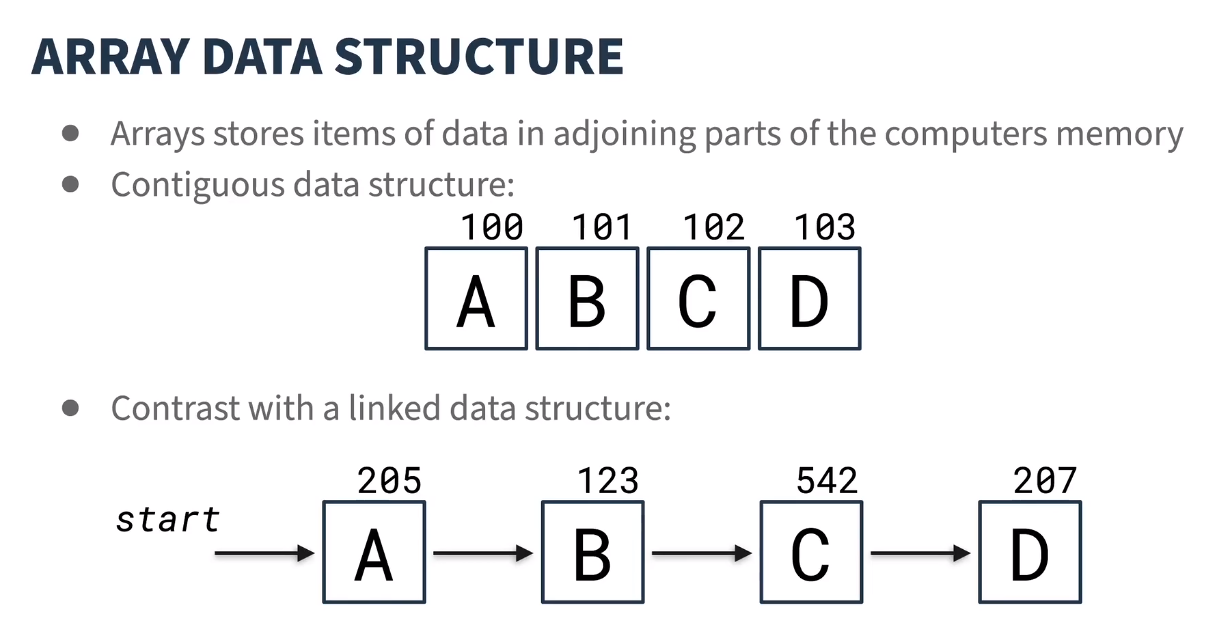 ARRAY DATA STRUCTURE
● Arrays stores items of data in adjoining parts of the computers memory
● Contiguous data structure:
100 101 102 103
A B C D
● Contrast with a linked data structure:
205 123 542 207
start
A B C D